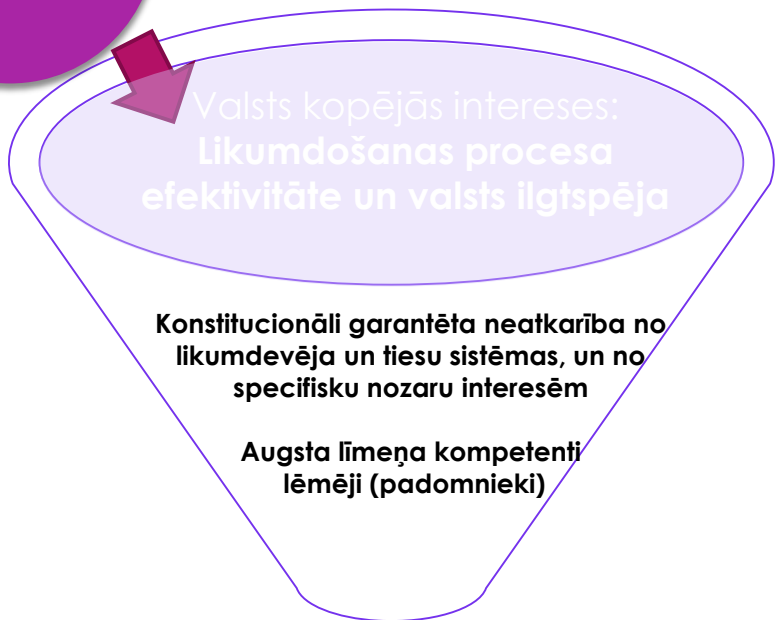 Valsts kopējās intereses:
Likumdošanas procesa
efektivitāte un valsts ilgtspēja
Konstitucionāli garantēta neatkarība no
likumdevēja un tiesu sistēmas, un no
specifisku nozaru interesēm
Augsta līmeņa kompetenti
lēmēji (padomnieki)